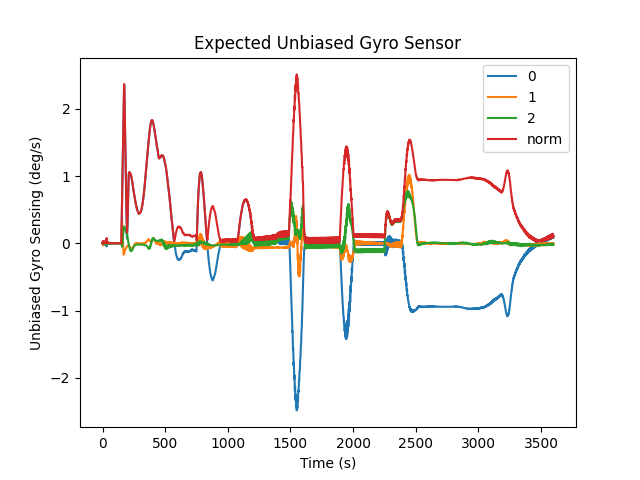 Expected Unbiased Gyro Sensor
Unbiased Gyro Sensing (deg/s)
2
1
0
−1
−2
0
1
2
norm
0 500 1000 1500 2000 2500 3000 3500
Time (s)